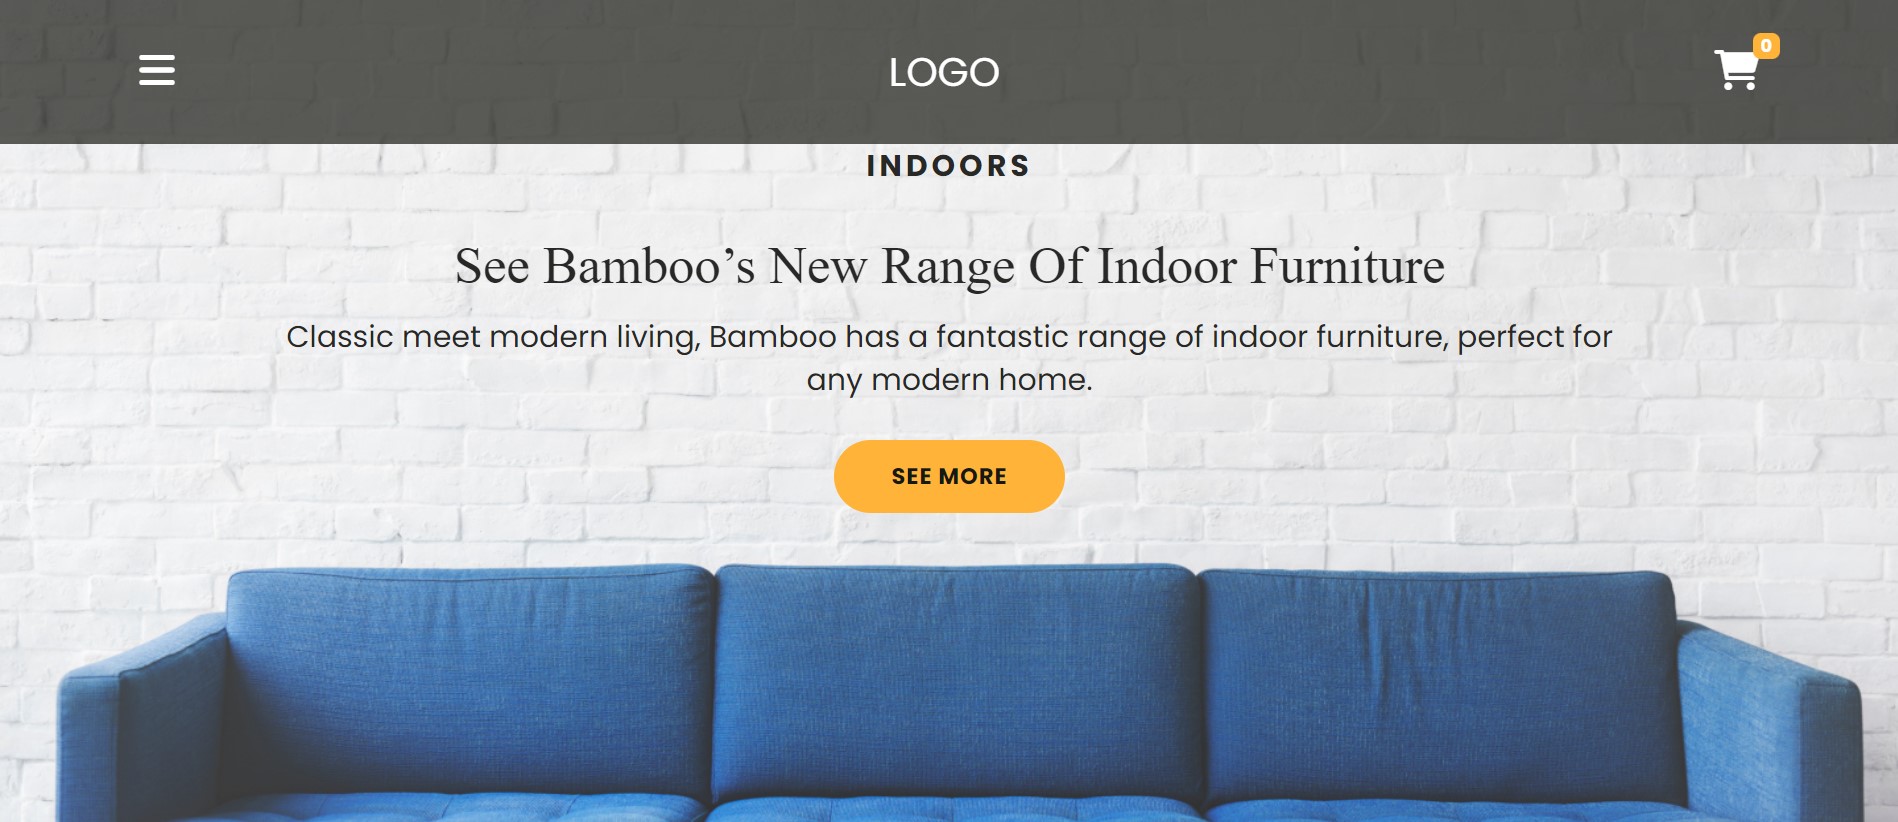 LOGO
0
INDOORS
See Bamboo’s New Range Of Indoor Furniture
Classic meet modern living, Bamboo has a fantastic range of indoor furniture, perfect for
any modern home.
SEE MORE